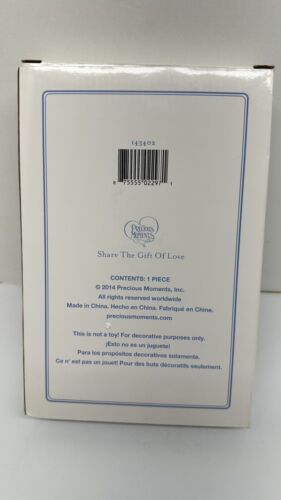 143402
8 75555 02297 1
PRECIOUS
MOMENTS
Share The Gift Of Love
CONTENTS: 1 PIECE
© 2014 Precious Moments, Inc.
All rights reserved worldwide
Made in China. Hecho en China. Fabriqué en China.
preciousmoments.com
This is not a toy! For decorative purposes only.
¡Esto no es un juguete!
Para los propósitos decorativos solamente.
Ce n' est pas un jouet! Pour des buts décoratifs seulement.